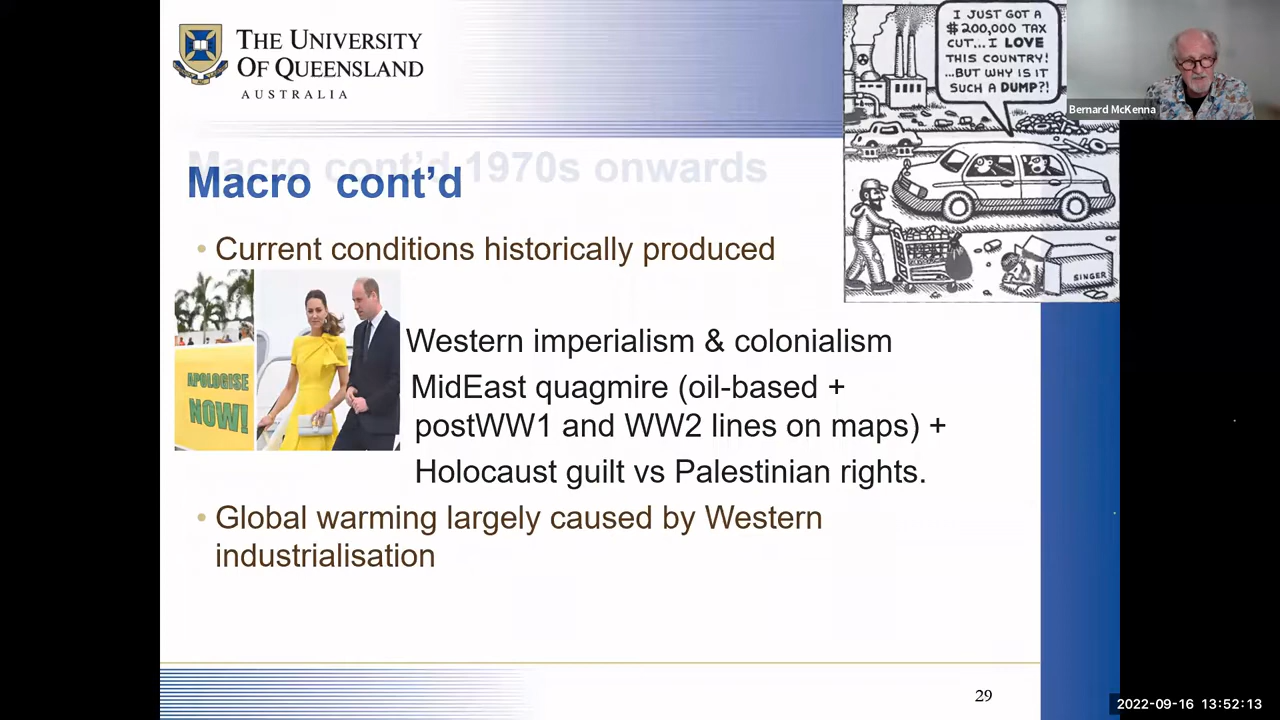 THE UNIVERSITY
OF QUEENSLAND
AUSTRALIA
I JUST GOT A
$200,000 TAX
CUT...I LOVE
THIS COUNTRY!
...BUT WHY IS IT
SUCH A DUMP?!
SINGER
Bernard McKenna
Macro cont'd 1970s onwards
Macro cont'd
• Current conditions historically produced
APOLOGISE
NOW!
Western imperialism & colonialism
MidEast quagmire (oil-based +
postWW1 and WW2 lines on maps) +
Holocaust guilt vs Palestinian rights.
• Global warming largely caused by Western
industrialisation
29
2022-09-16 13:52:13